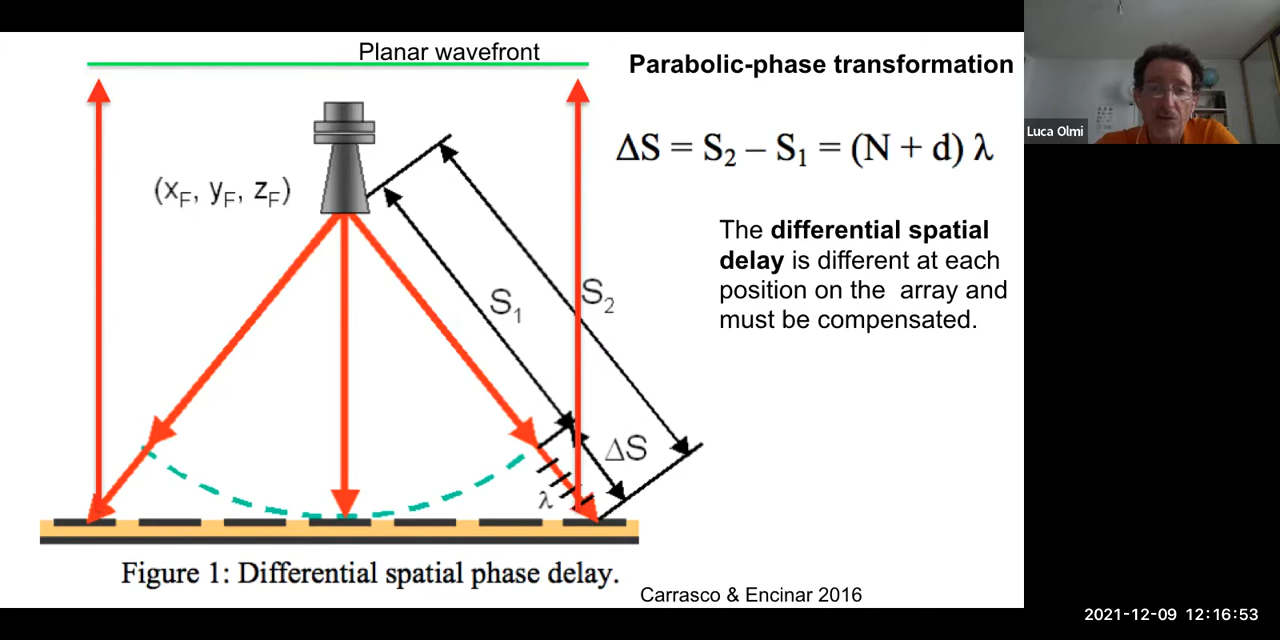 Planar wavefront
Parabolic-phase transformation
ΔS = S₂ – S₁ = (N + d) λ
(x_F, y_F, z_F)
The differential spatial
delay is different at each
position on the array and
must be compensated.
S₁
S₂
ΔS
λ
Figure 1: Differential spatial phase delay.
Carrasco & Encinar 2016
Luca Olmi
2021-12-09 12:16:53